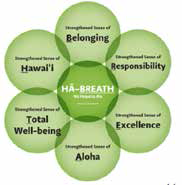 Strengthened Sense of
Belonging
Strengthened Sense of
Hawai‘i
Strengthened Sense of
Responsibility
HĀ-BREATH
Strengthened Sense of
Total
Well-being
Strengthened Sense of
Excellence
Strengthened Sense of
Aloha